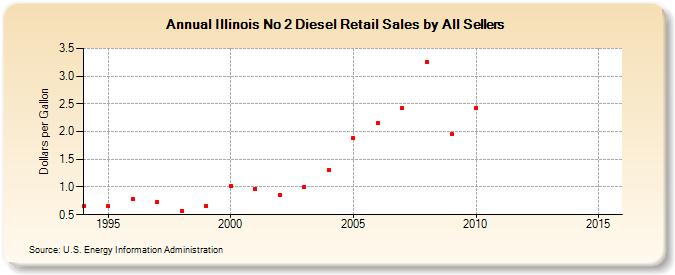 Annual Illinois No 2 Diesel Retail Sales by All Sellers
Dollars per Gallon
3.5
3.0
2.5
2.0
1.5
1.0
0.5
1995 2000 2005 2010 2015
Source: U.S. Energy Information Administration